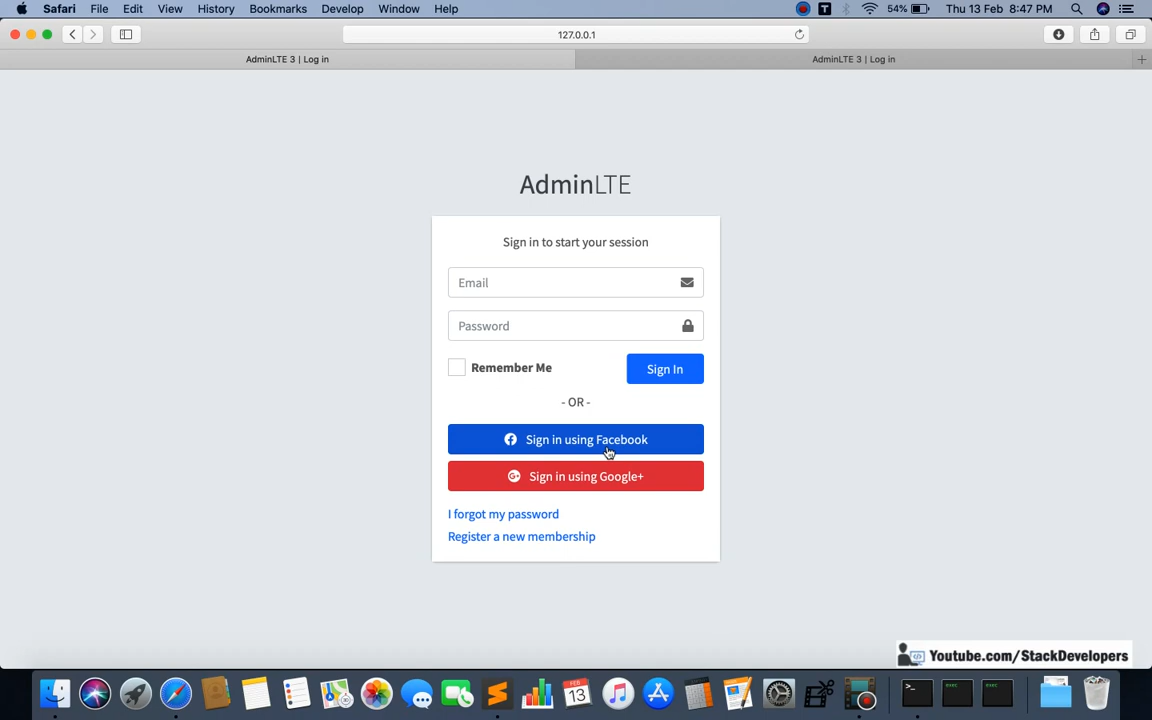 Safari File Edit View History Bookmarks Develop Window Help T 54% Thu 13 Feb 8:47 PM
127.0.0.1
AdminLTE 3 | Log in AdminLTE 3 | Log in
AdminLTE
Sign in to start your session
Email
Password
Remember Me Sign In
- OR -
Sign in using Facebook
Sign in using Google+
I forgot my password
Register a new membership
Youtube.com/StackDevelopers
FEB
13